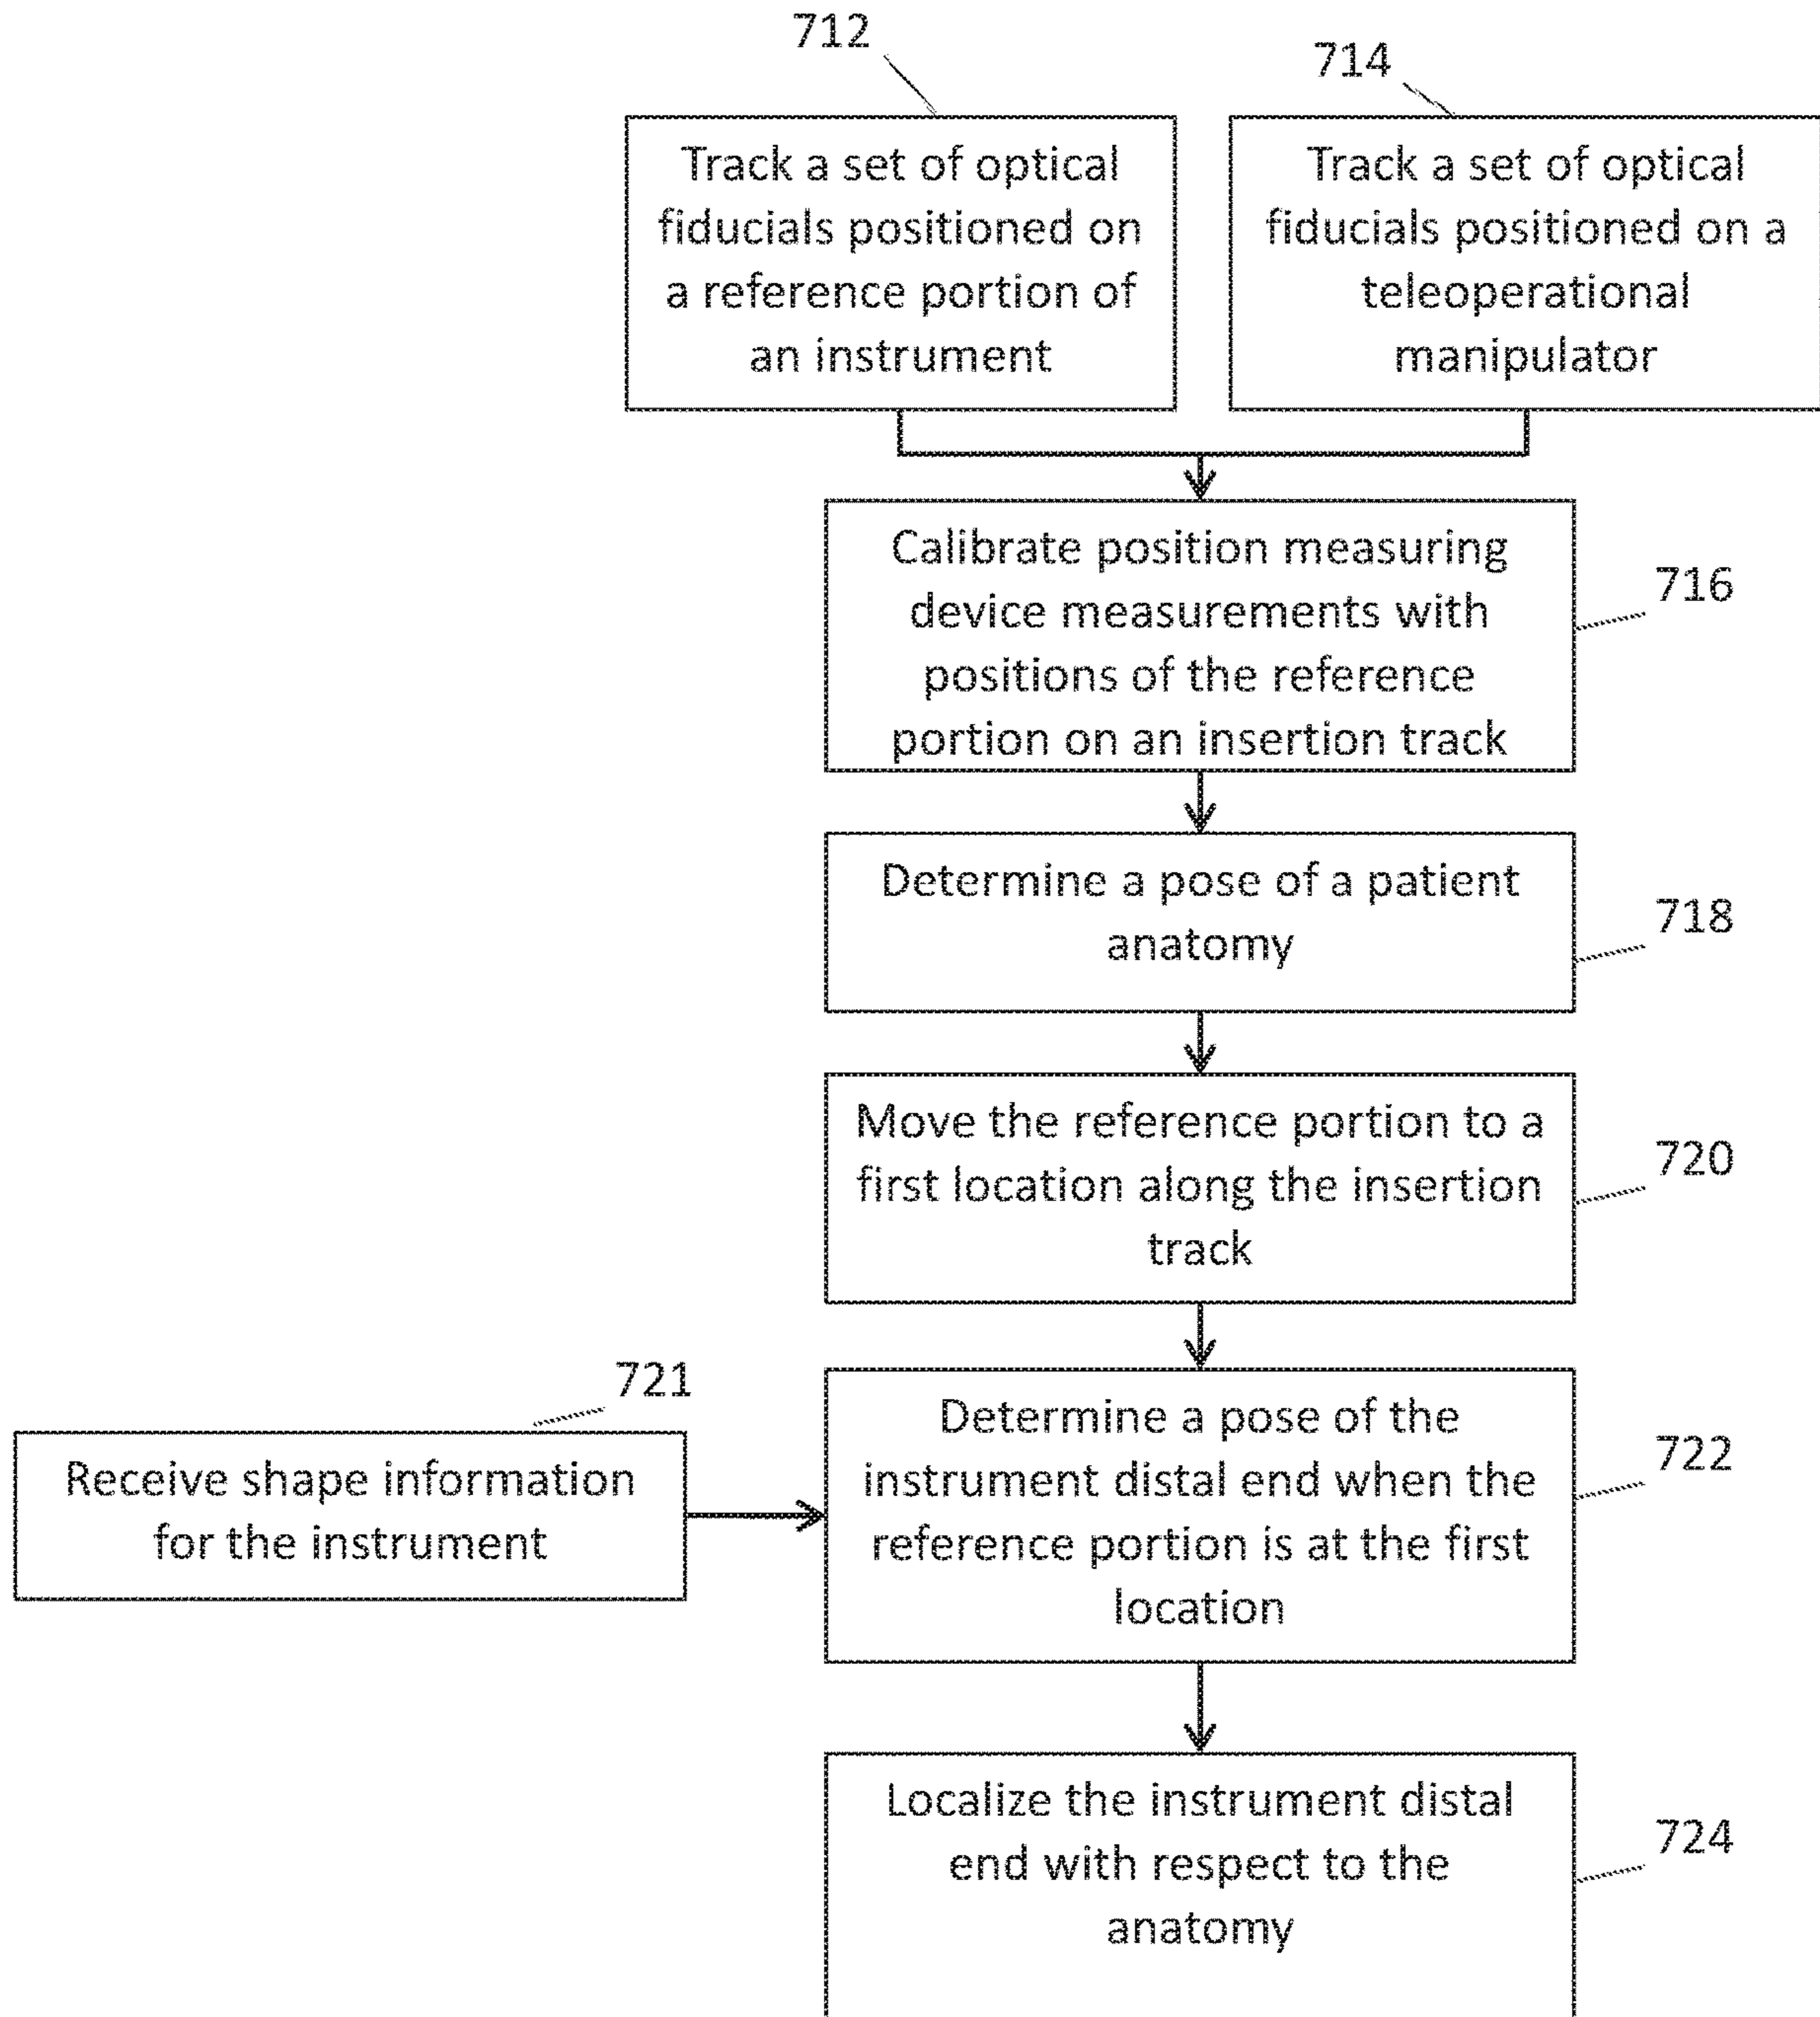 712
714
Track a set of optical
fiducials positioned on
a reference portion of
an instrument
Track a set of optical
fiducials positioned on a
teleoperational
manipulator
Calibrate position measuring
device measurements with
positions of the reference
portion on an insertion track
716
Determine a pose of a patient
anatomy
718
Move the reference portion to a
first location along the insertion
track
720
721
Receive shape information
for the instrument
Determine a pose of the
instrument distal end when the
reference portion is at the first
location
722
Localize the instrument distal
end with respect to the
anatomy
724